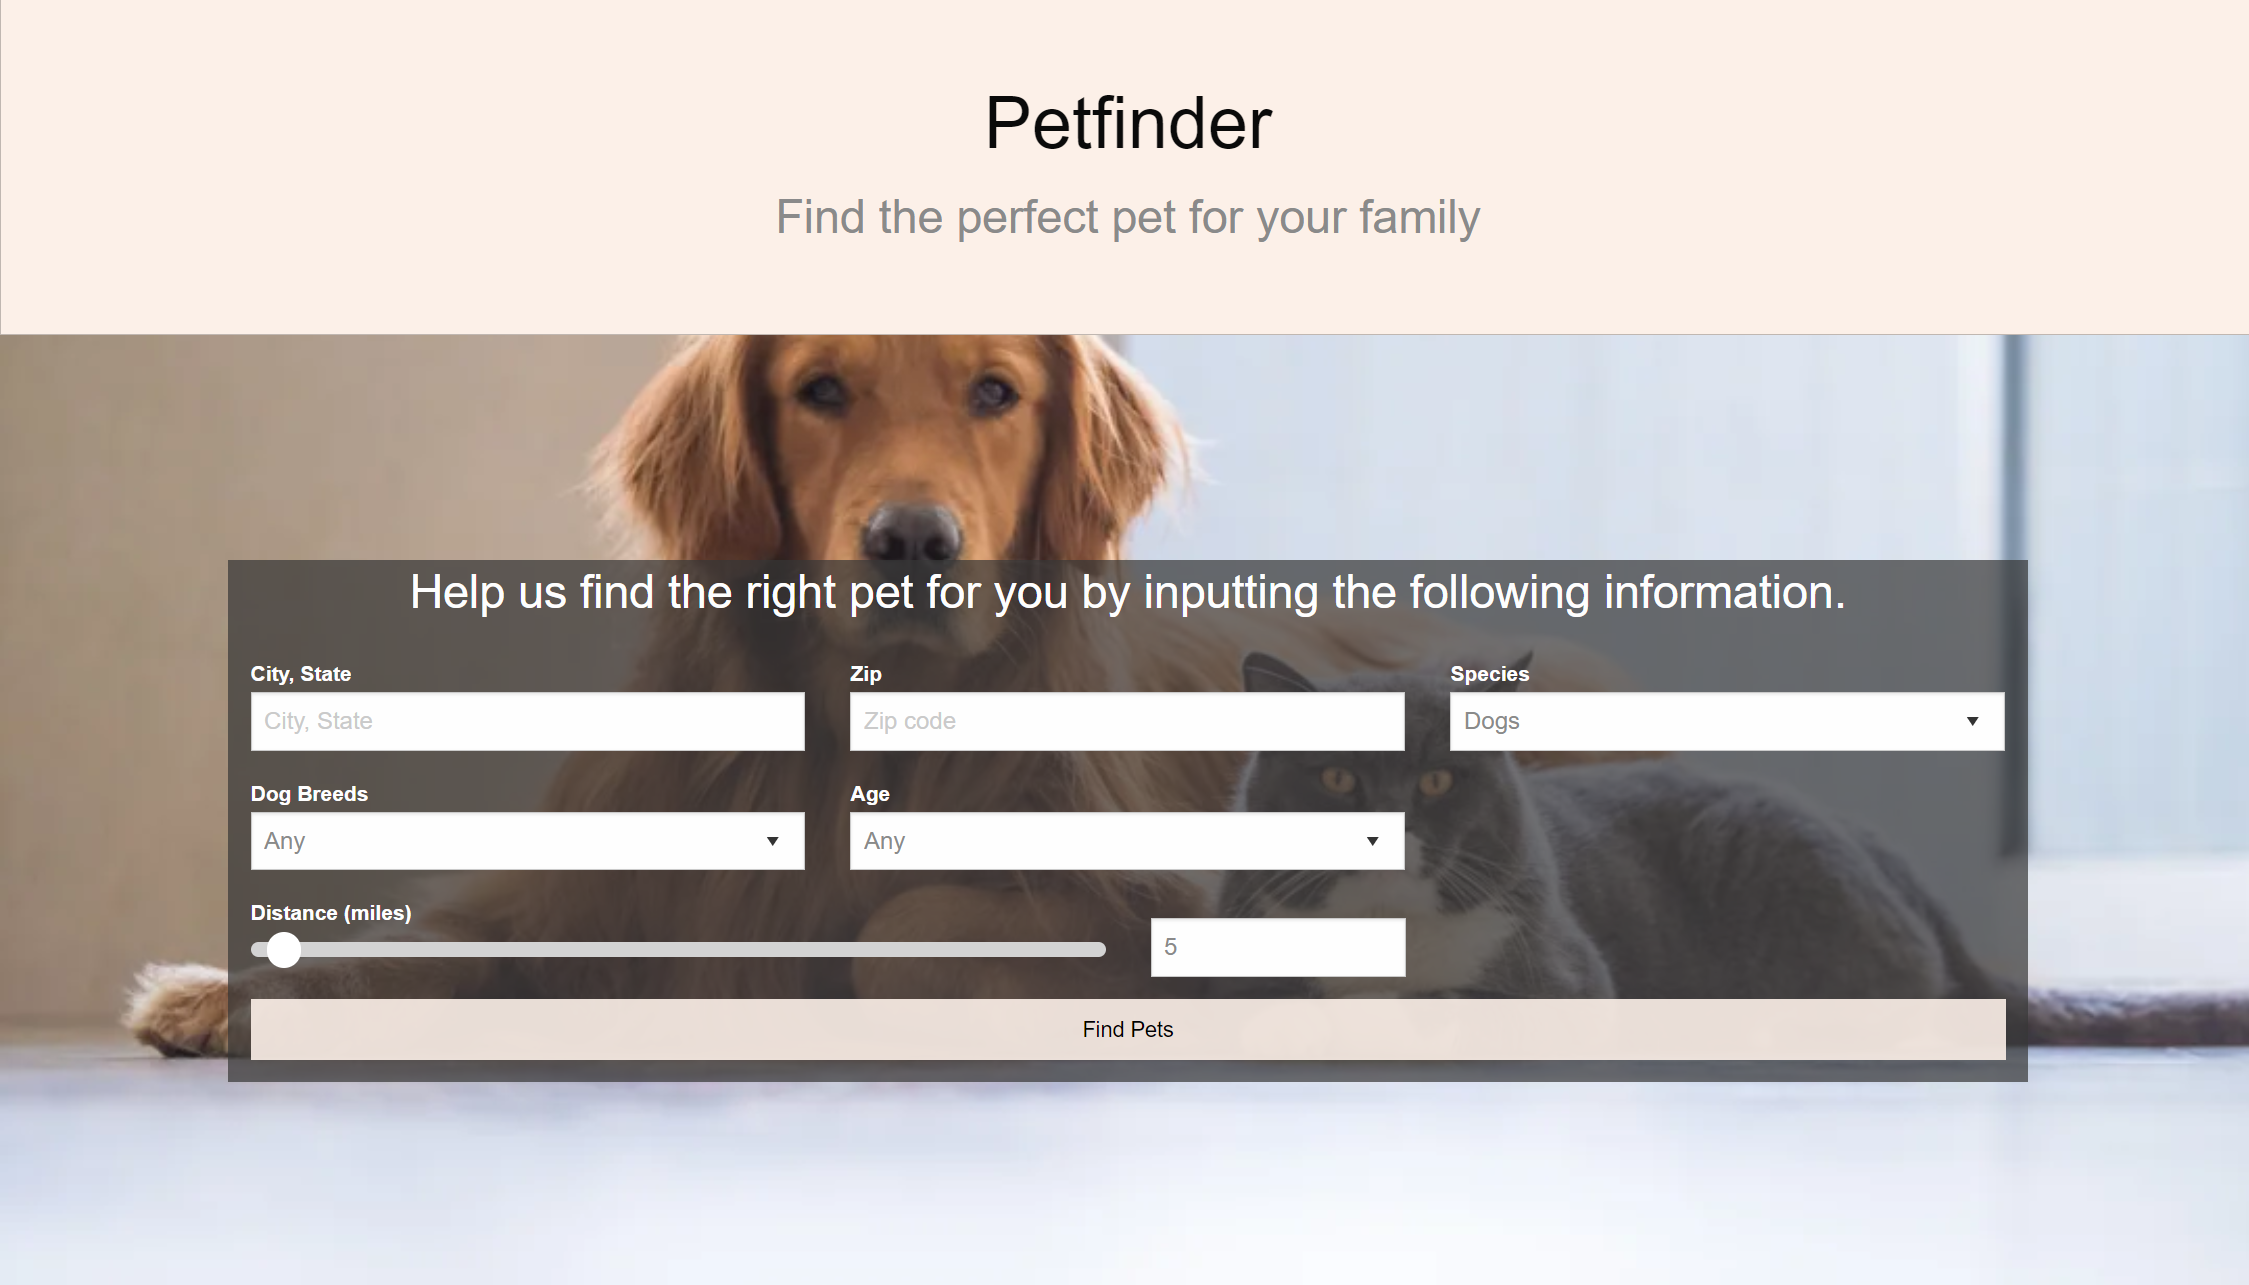 Petfinder
Find the perfect pet for your family
Help us find the right pet for you by inputting the following information.
City, State
Zip
Species
City, State
Zip code
Dogs
Dog Breeds
Age
Any
Any
Distance (miles)
5
Find Pets